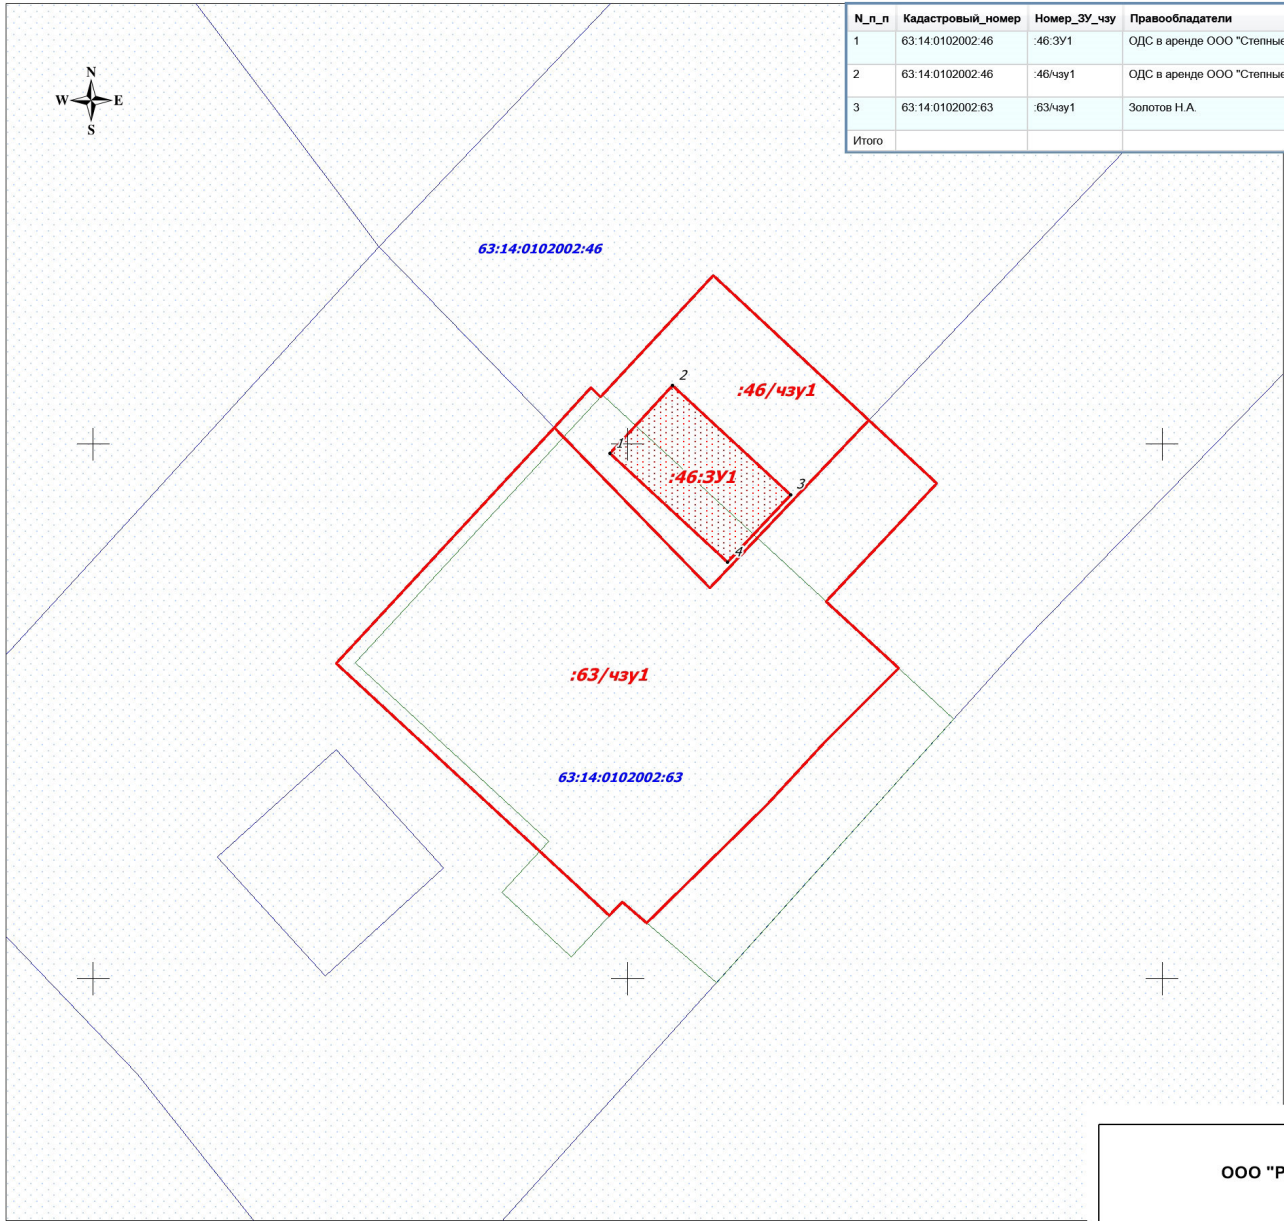 N_п_п Кадастровый_номер Номер_ЗУ_чзу Правообладатели
1 63:14:0102002:46 :46:ЗУ1 ОДС в аренде ООО "Степные
2 63:14:0102002:46 :46/чзу1 ОДС в аренде ООО "Степные
3 63:14:0102002:63 :63/чзу1 Золотов Н.А.
Итого
N
W E
S
63:14:0102002:46
2
:46/чзу1
1
:46:ЗУ1
3
4
:63/чзу1
63:14:0102002:63
ООО "Р